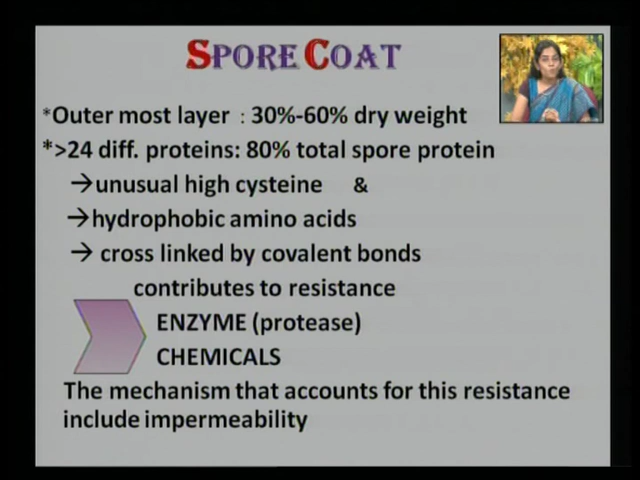 SPORE COAT
*Outer most layer : 30%-60% dry weight
*>24 diff. proteins: 80% total spore protein
→unusual high cysteine &
→hydrophobic amino acids
→ cross linked by covalent bonds
contributes to resistance
ENZYME (protease)
CHEMICALS
The mechanism that accounts for this resistance
include impermeability